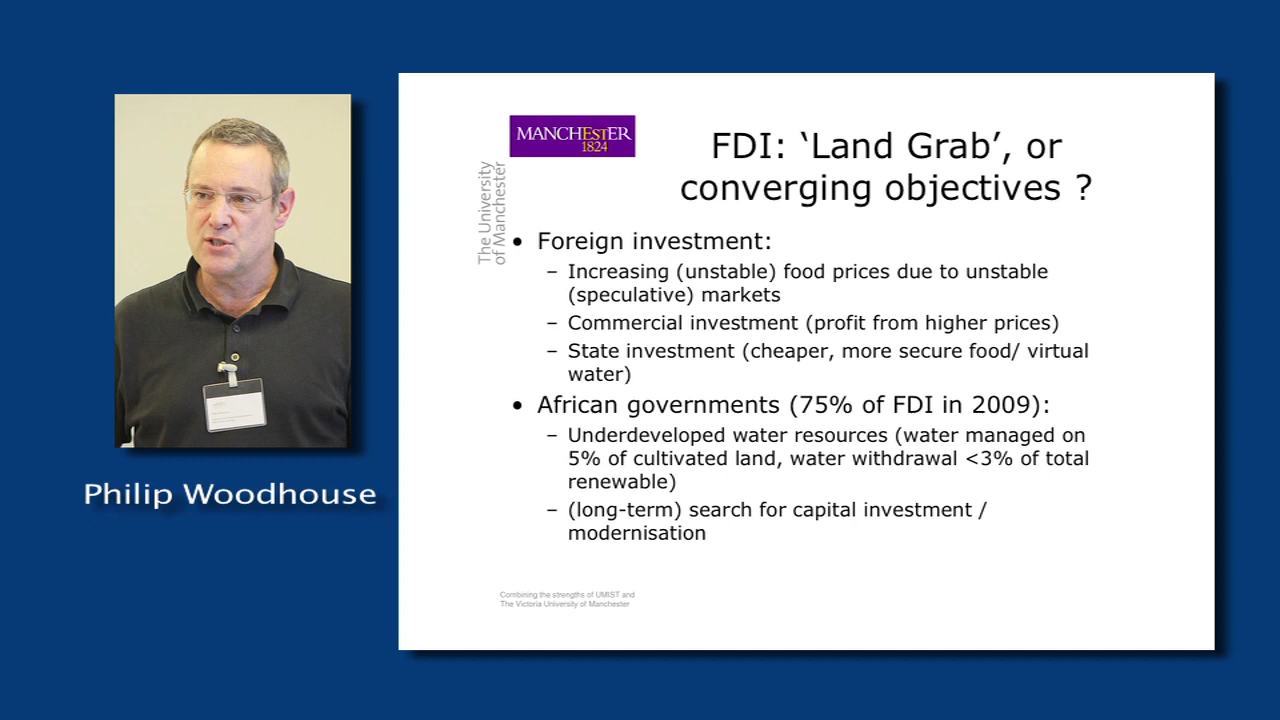 MANCHESTER
1824
The University
of Manchester
FDI: ‘Land Grab’, or
converging objectives ?
• Foreign investment:
– Increasing (unstable) food prices due to unstable
(speculative) markets
– Commercial investment (profit from higher prices)
– State investment (cheaper, more secure food/ virtual
water)
• African governments (75% of FDI in 2009):
– Underdeveloped water resources (water managed on
5% of cultivated land, water withdrawal <3% of total
renewable)
– (long-term) search for capital investment /
modernisation
Combining the strengths of UMIST and
The Victoria University of Manchester
Philip Woodhouse